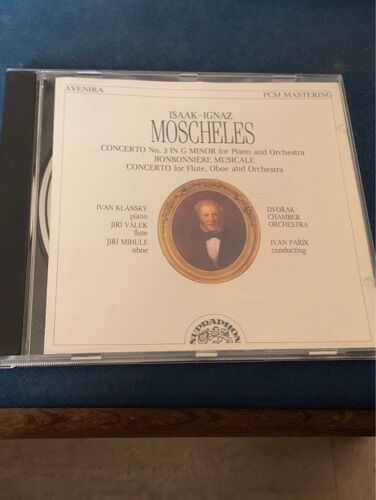 AVENIRA
PCM MASTERING
ISAAK-IGNAZ
MOSCHELES
CONCERTO No. 3 IN G MINOR for Piano and Orchestra
BONBONNIÈRE MUSICALE
CONCERTO for Flute, Oboe and Orchestra
IVAN KLÁNSKÝ
piano
JIŘÍ VÁLEK
flute
JIŘÍ MIHULE
oboe
DVOŘÁK
CHAMBER
ORCHESTRA
IVAN PAŘÍK
conducting
SUPRAPHON